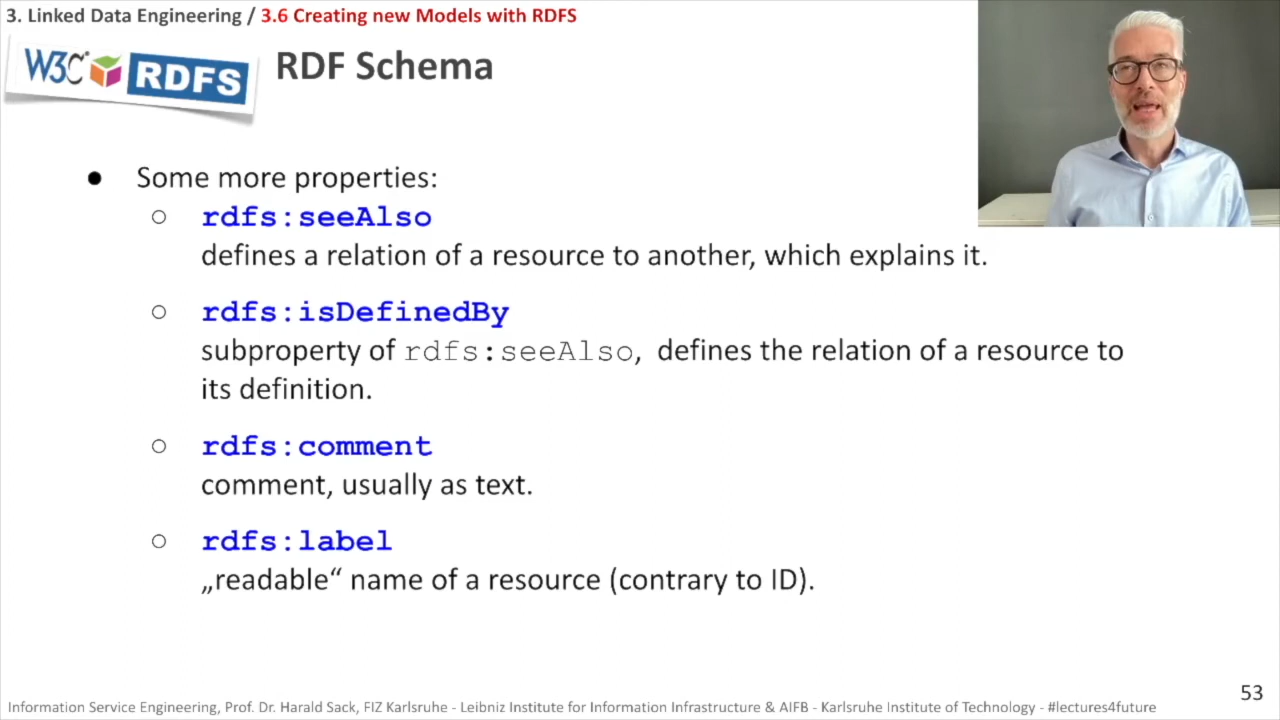 3. Linked Data Engineering / 3.6 Creating new Models with RDFS
W3C RDFS
RDF Schema
● Some more properties:
○ rdfs:seeAlso
defines a relation of a resource to another, which explains it.
○ rdfs:isDefinedBy
subproperty of rdfs:seeAlso, defines the relation of a resource to
its definition.
○ rdfs:comment
comment, usually as text.
○ rdfs:label
„readable“ name of a resource (contrary to ID).
53
Information Service Engineering, Prof. Dr. Harald Sack, FIZ Karlsruhe - Leibniz Institute for Information Infrastructure & AIFB - Karlsruhe Institute of Technology - #lectures4future